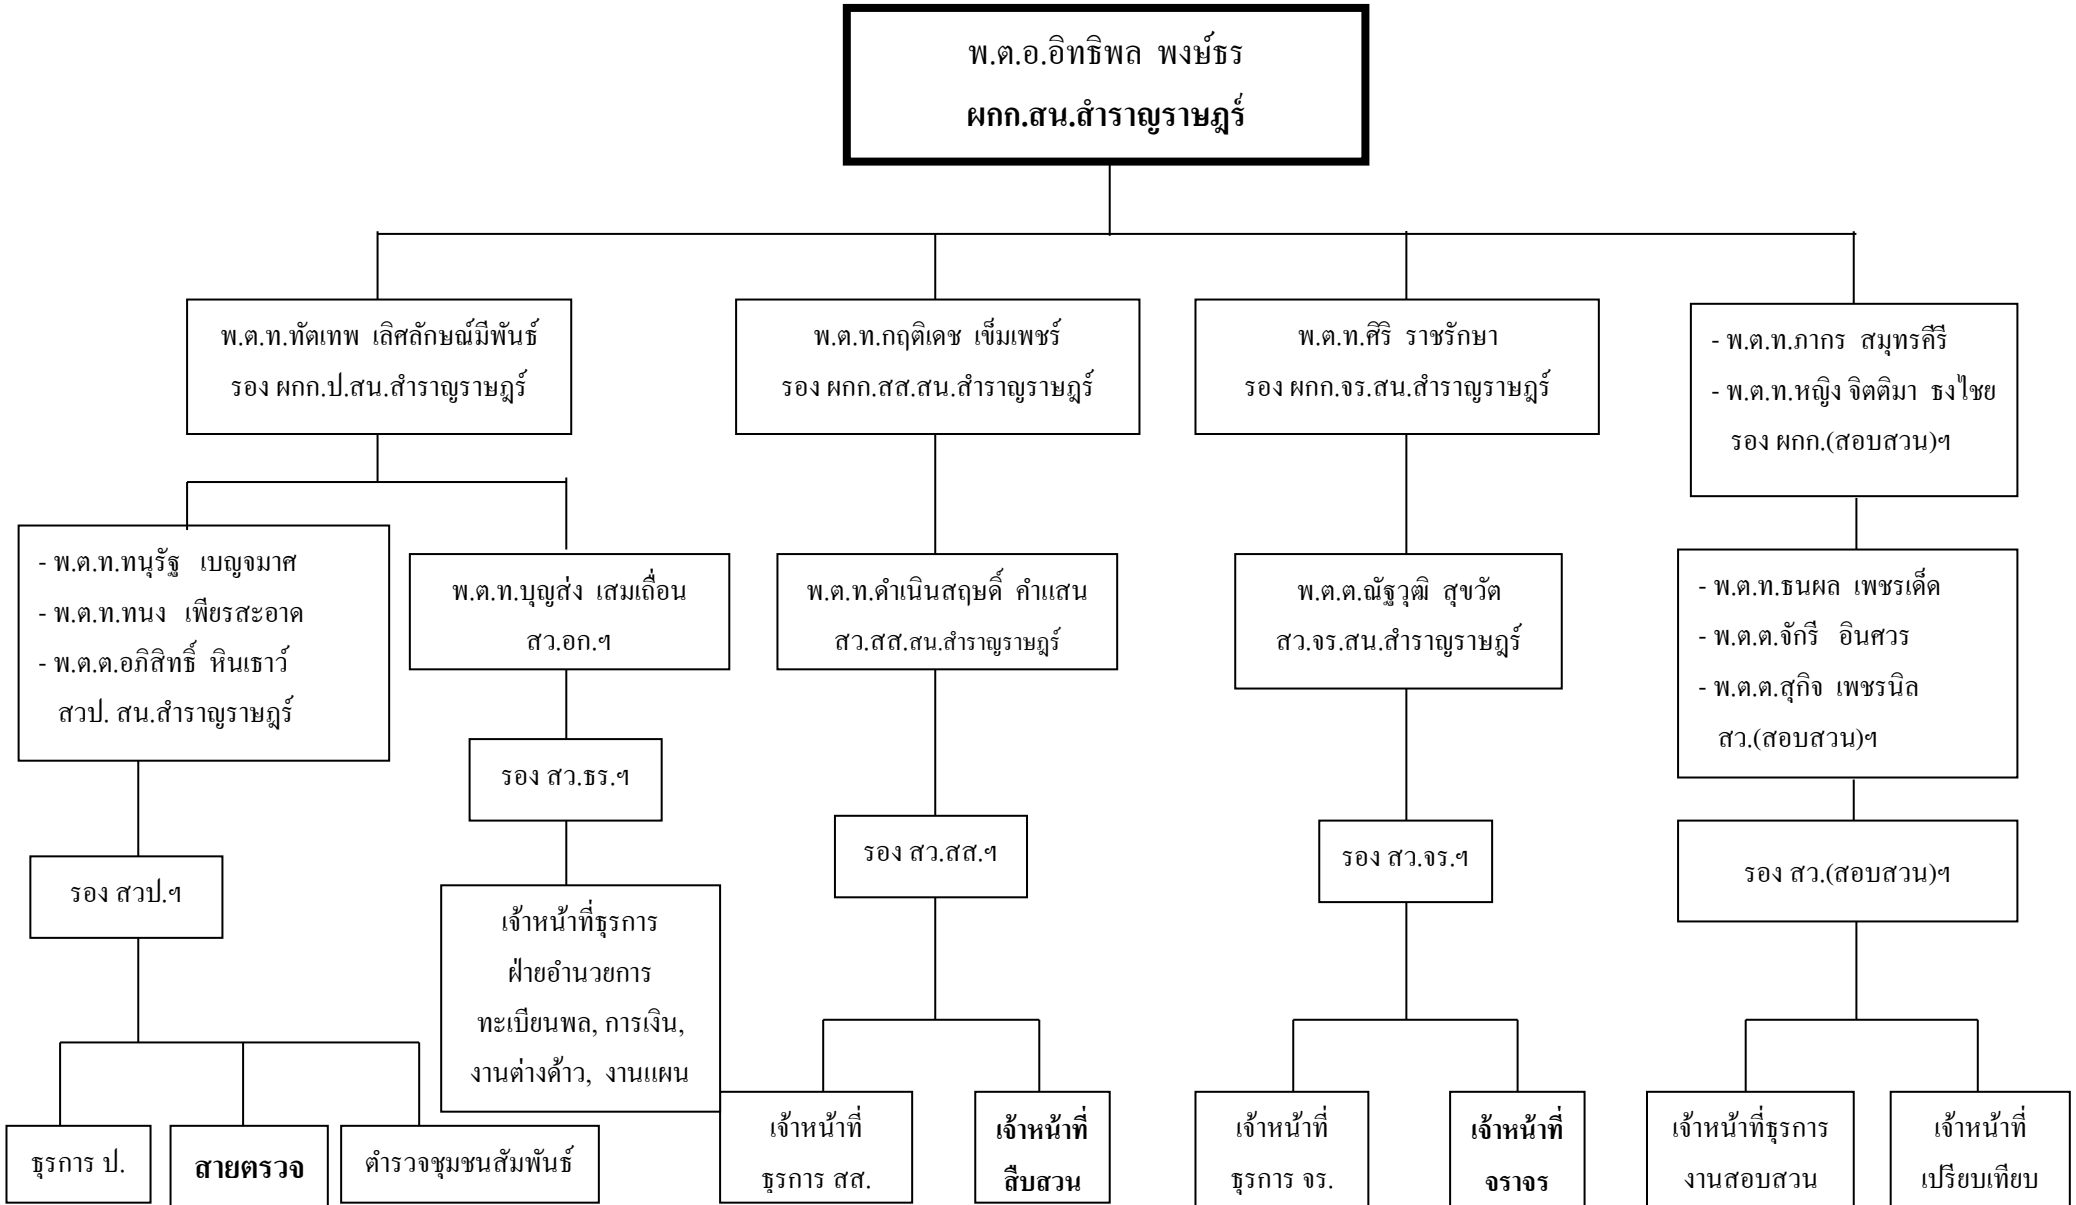 พ.ต.อ.อิทธิพล พงษ์ธร
ผกก.สน.สำราญราษฎร์
พ.ต.ท.ทัตเทพ เลิศลักษณ์มีพันธ์
รอง ผกก.ป.สน.สำราญราษฎร์
พ.ต.ท.กฤติเดช เข็มเพชร์
รอง ผกก.สส.สน.สำราญราษฎร์
พ.ต.ท.ศิริ ราชรักษา
รอง ผกก.จร.สน.สำราญราษฎร์
- พ.ต.ท.ภากร สมุทรคีรี
- พ.ต.ท.หญิง จิตติมา ธงไชย
รอง ผกก.(สอบสวน)ฯ
- พ.ต.ท.ทนุรัฐ เบญจมาศ
- พ.ต.ท.ทนง เพียรสะอาด
- พ.ต.ต.อภิสิทธิ์ หินเธาว์
สวป. สน.สำราญราษฎร์
พ.ต.ท.บุญส่ง เสมเถื่อน
สว.อก.ฯ
พ.ต.ท.ดำเนินสฤษดิ์ คำแสน
สว.สส.สน.สำราญราษฎร์
พ.ต.ต.ณัฐวุฒิ สุขวัต
สว.จร.สน.สำราญราษฎร์
- พ.ต.ท.ธนผล เพชรเด็ด
- พ.ต.ต.จักรี อินศวร
- พ.ต.ต.สุกิจ เพชรนิล
สว.(สอบสวน)ฯ
รอง สวป.ฯ
รอง สว.ธร.ฯ
รอง สว.สส.ฯ
รอง สว.จร.ฯ
รอง สว.(สอบสวน)ฯ
เจ้าหน้าที่ธุรการ
ฝ่ายอำนวยการ
ทะเบียนพล, การเงิน,
งานต่างด้าว, งานแผน
ธุรการ ป.
สายตรวจ
ตำรวจชุมชนสัมพันธ์
เจ้าหน้าที่
ธุรการ สส.
เจ้าหน้าที่
สืบสวน
เจ้าหน้าที่
ธุรการ จร.
เจ้าหน้าที่
จราจร
เจ้าหน้าที่ธุรการ
งานสอบสวน
เจ้าหน้าที่
เปรียบเทียบ